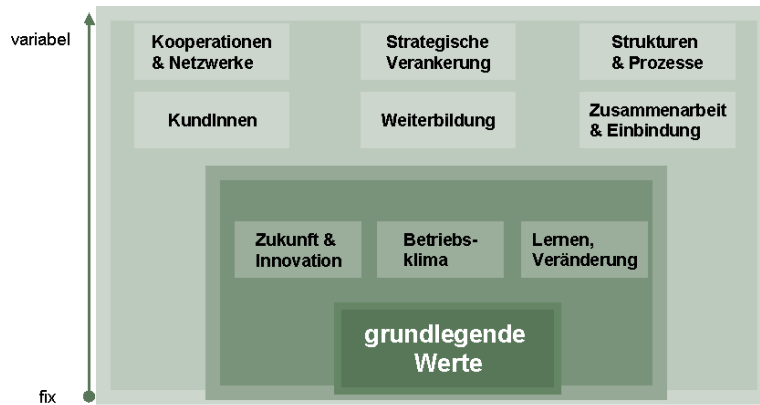 variabel
Kooperationen
& Netzwerke
Strategische
Verankerung
Strukturen
& Prozesse
KundInnen
Weiterbildung
Zusammenarbeit
& Einbindung
Zukunft &
Innovation
Betriebs-
klima
Lernen,
Veränderung
grundlegende
Werte
fix